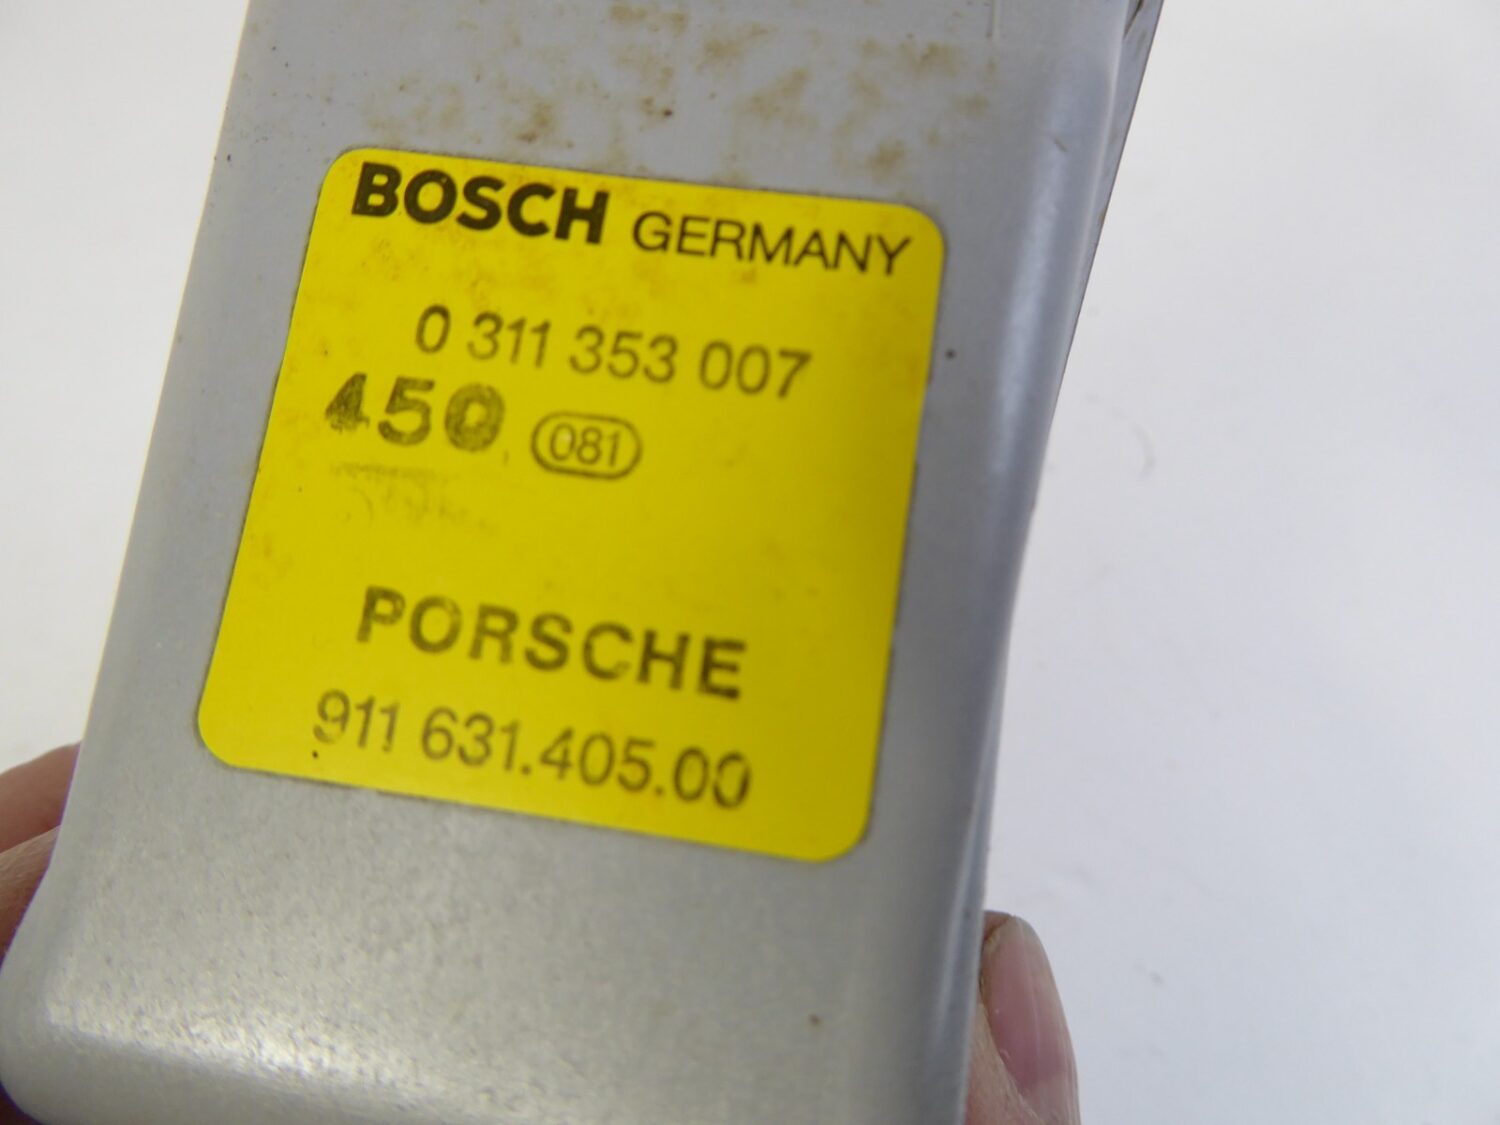 BOSCH GERMANY
0 311 353 007
450 081
PORSCHE
911 631.405.00